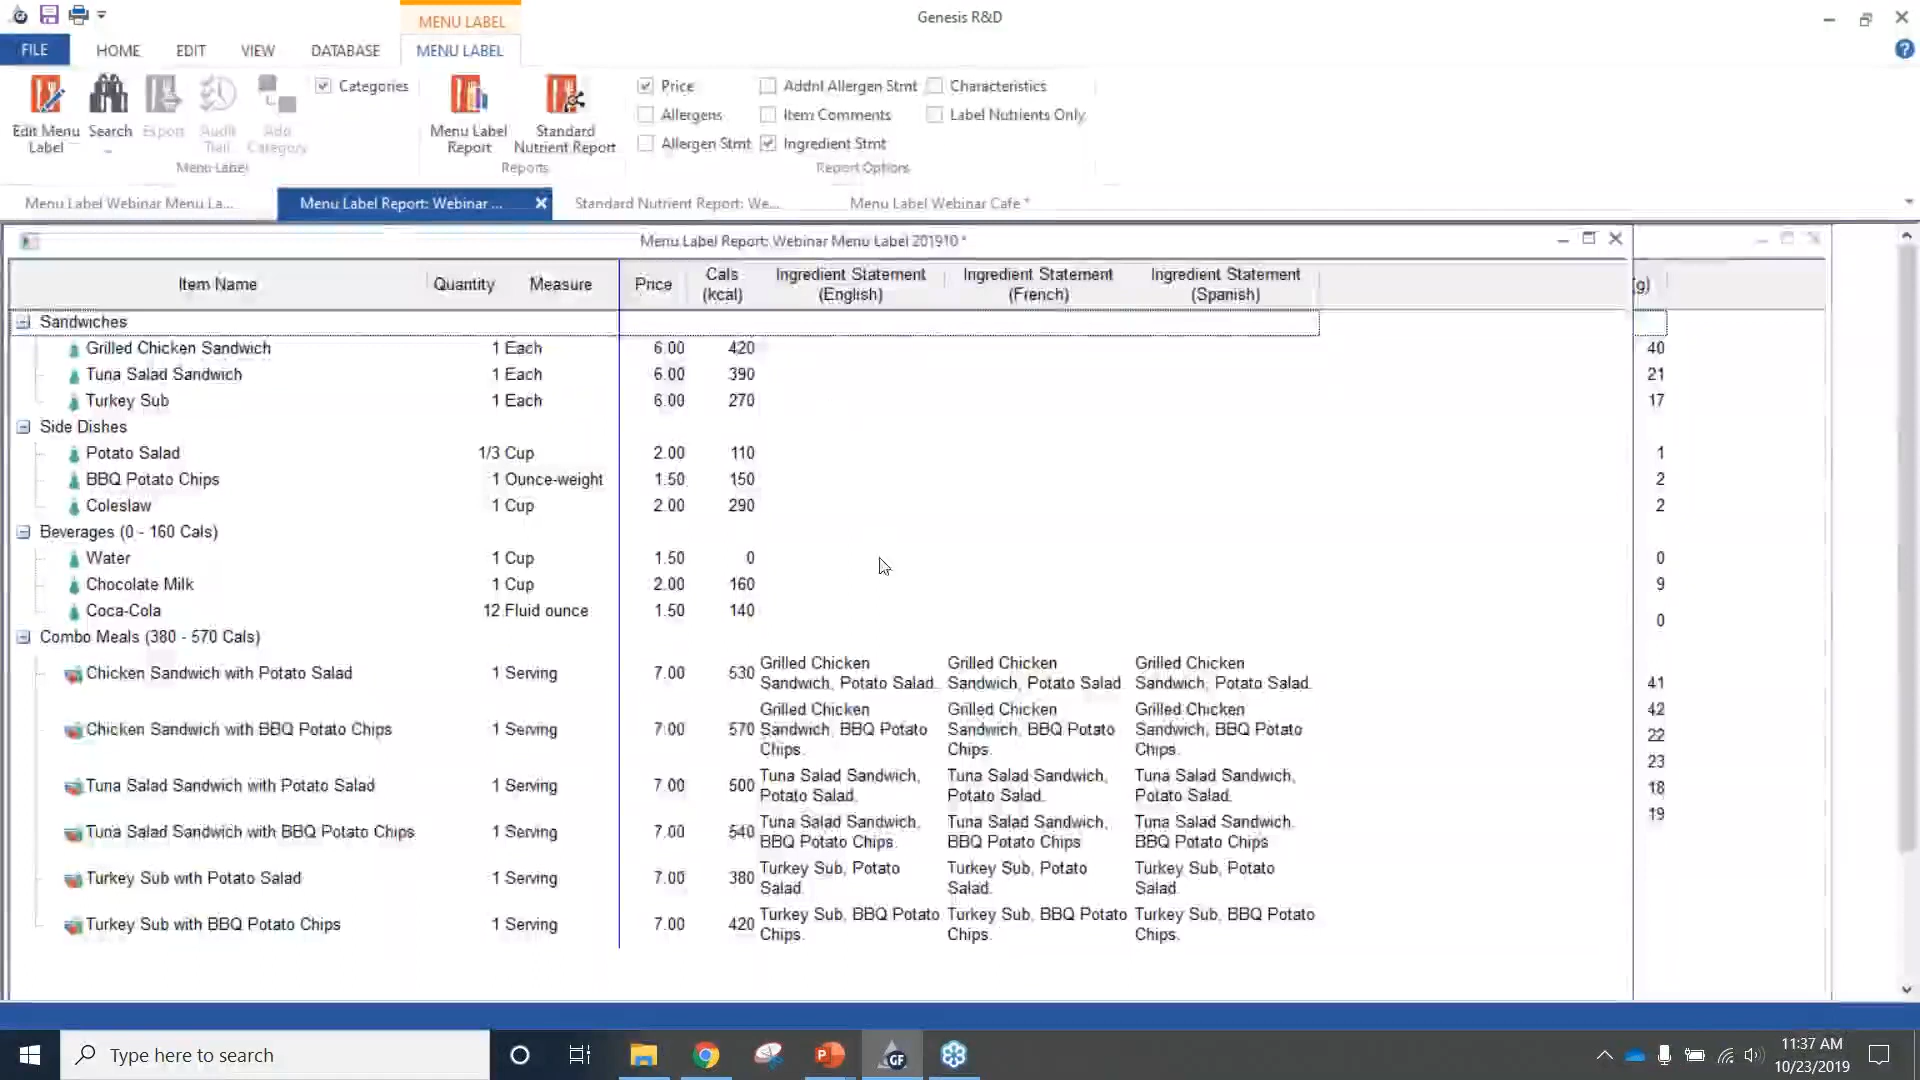 MENU LABEL
Genesis R&D
FILE HOME EDIT VIEW DATABASE MENU LABEL
Edit Menu Label
Search
Export
Audit Trail
Add Category
Categories
Menu Label
Menu Label Report
Standard Nutrient Report
Reports
Price
Allergens
Allergen Stmt
Addnl Allergen Stmt
Item Comments
Ingredient Stmt
Characteristics
Label Nutrients Only
Report Options
Menu Label Webinar Menu La... Menu Label Report: Webinar ... Standard Nutrient Report: We... Menu Label Webinar Cafe *
Menu Label Report: Webinar Menu Label 201910 *
Item Name Quantity Measure Price Cals (kcal) Ingredient Statement (English) Ingredient Statement (French) Ingredient Statement (Spanish) (g)
Sandwiches
Grilled Chicken Sandwich 1 Each 6.00 420 40
Tuna Salad Sandwich 1 Each 6.00 390 21
Turkey Sub 1 Each 6.00 270 17
Side Dishes
Potato Salad 1/3 Cup 2.00 110 1
BBQ Potato Chips 1 Ounce-weight 1.50 150 2
Coleslaw 1 Cup 2.00 290 2
Beverages (0 - 160 Cals)
Water 1 Cup 1.50 0 0
Chocolate Milk 1 Cup 2.00 160 9
Coca-Cola 12 Fluid ounce 1.50 140 0
Combo Meals (380 - 570 Cals)
Chicken Sandwich with Potato Salad 1 Serving 7.00 530 Grilled Chicken Sandwich, Potato Salad. Grilled Chicken Sandwich, Potato Salad Grilled Chicken Sandwich, Potato Salad. 41
Chicken Sandwich with BBQ Potato Chips 1 Serving 7.00 570 Grilled Chicken Sandwich, BBQ Potato Chips. Grilled Chicken Sandwich, BBQ Potato Chips. Grilled Chicken Sandwich, BBQ Potato Chips. 42
22
Tuna Salad Sandwich with Potato Salad 1 Serving 7.00 500 Tuna Salad Sandwich, Potato Salad. Tuna Salad Sandwich, Potato Salad. Tuna Salad Sandwich, Potato Salad. 23
18
Tuna Salad Sandwich with BBQ Potato Chips 1 Serving 7.00 540 Tuna Salad Sandwich, BBQ Potato Chips. Tuna Salad Sandwich, BBQ Potato Chips Tuna Salad Sandwich, BBQ Potato Chips 19
Turkey Sub with Potato Salad 1 Serving 7.00 380 Turkey Sub, Potato Salad. Turkey Sub, Potato Salad. Turkey Sub, Potato Salad.
Turkey Sub with BBQ Potato Chips 1 Serving 7.00 420 Turkey Sub, BBQ Potato Chips. Turkey Sub, BBQ Potato Chips. Turkey Sub, BBQ Potato Chips.
Type here to search
GF
11:37 AM
10/23/2019